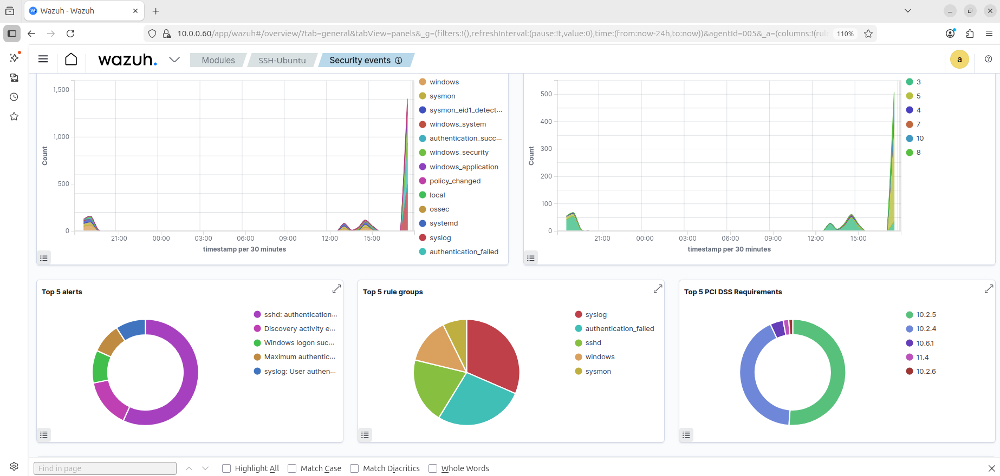 Wazuh - Wazuh
10.0.0.60/app/wazuh#/overview/?tab=general&tabView=panels&_g=(filters:!(),refreshInterval:(pause:!t,value:0),time:(from:now-24h,to:now))&agentId=005&_a=(columns:!(rule
110%
wazuh.
Modules
SSH-Ubuntu
Security events
a
1,500
1,000
500
0
Count
21:00
00:00
03:00
06:00
09:00
12:00
15:00
timestamp per 30 minutes
windows
sysmon
sysmon_eid1_detect...
windows_system
authentication_succ...
windows_security
windows_application
policy_changed
local
ossec
systemd
syslog
authentication_failed
500
400
300
200
100
0
Count
21:00
00:00
03:00
06:00
09:00
12:00
15:00
timestamp per 30 minutes
3
5
4
7
10
8
Top 5 alerts
sshd: authentication...
Discovery activity e...
Windows logon suc...
Maximum authentic...
syslog: User authen...
Top 5 rule groups
syslog
authentication_failed
sshd
windows
sysmon
Top 5 PCI DSS Requirements
10.2.5
10.2.4
10.6.1
11.4
10.2.6
Find in page
Highlight All
Match Case
Match Diacritics
Whole Words